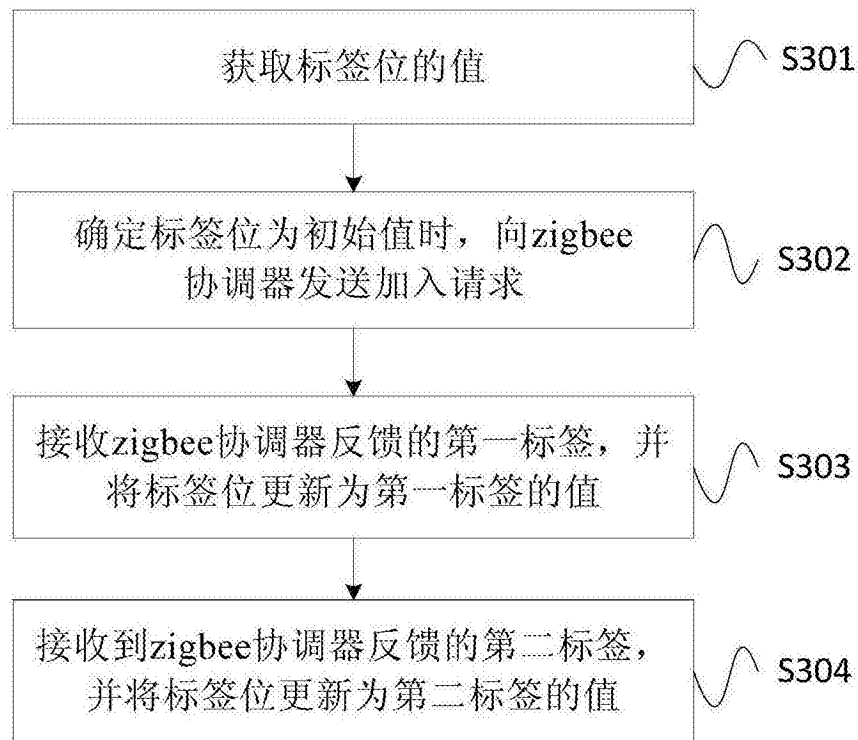 获取标签位的值
S301
确定标签位为初始值时，向zigbee
协调器发送加入请求
S302
接收zigbee协调器反馈的第一标签，并
将标签位更新为第一标签的值
S303
接收到zigbee协调器反馈的第二标签，
并将标签位更新为第二标签的值
S304